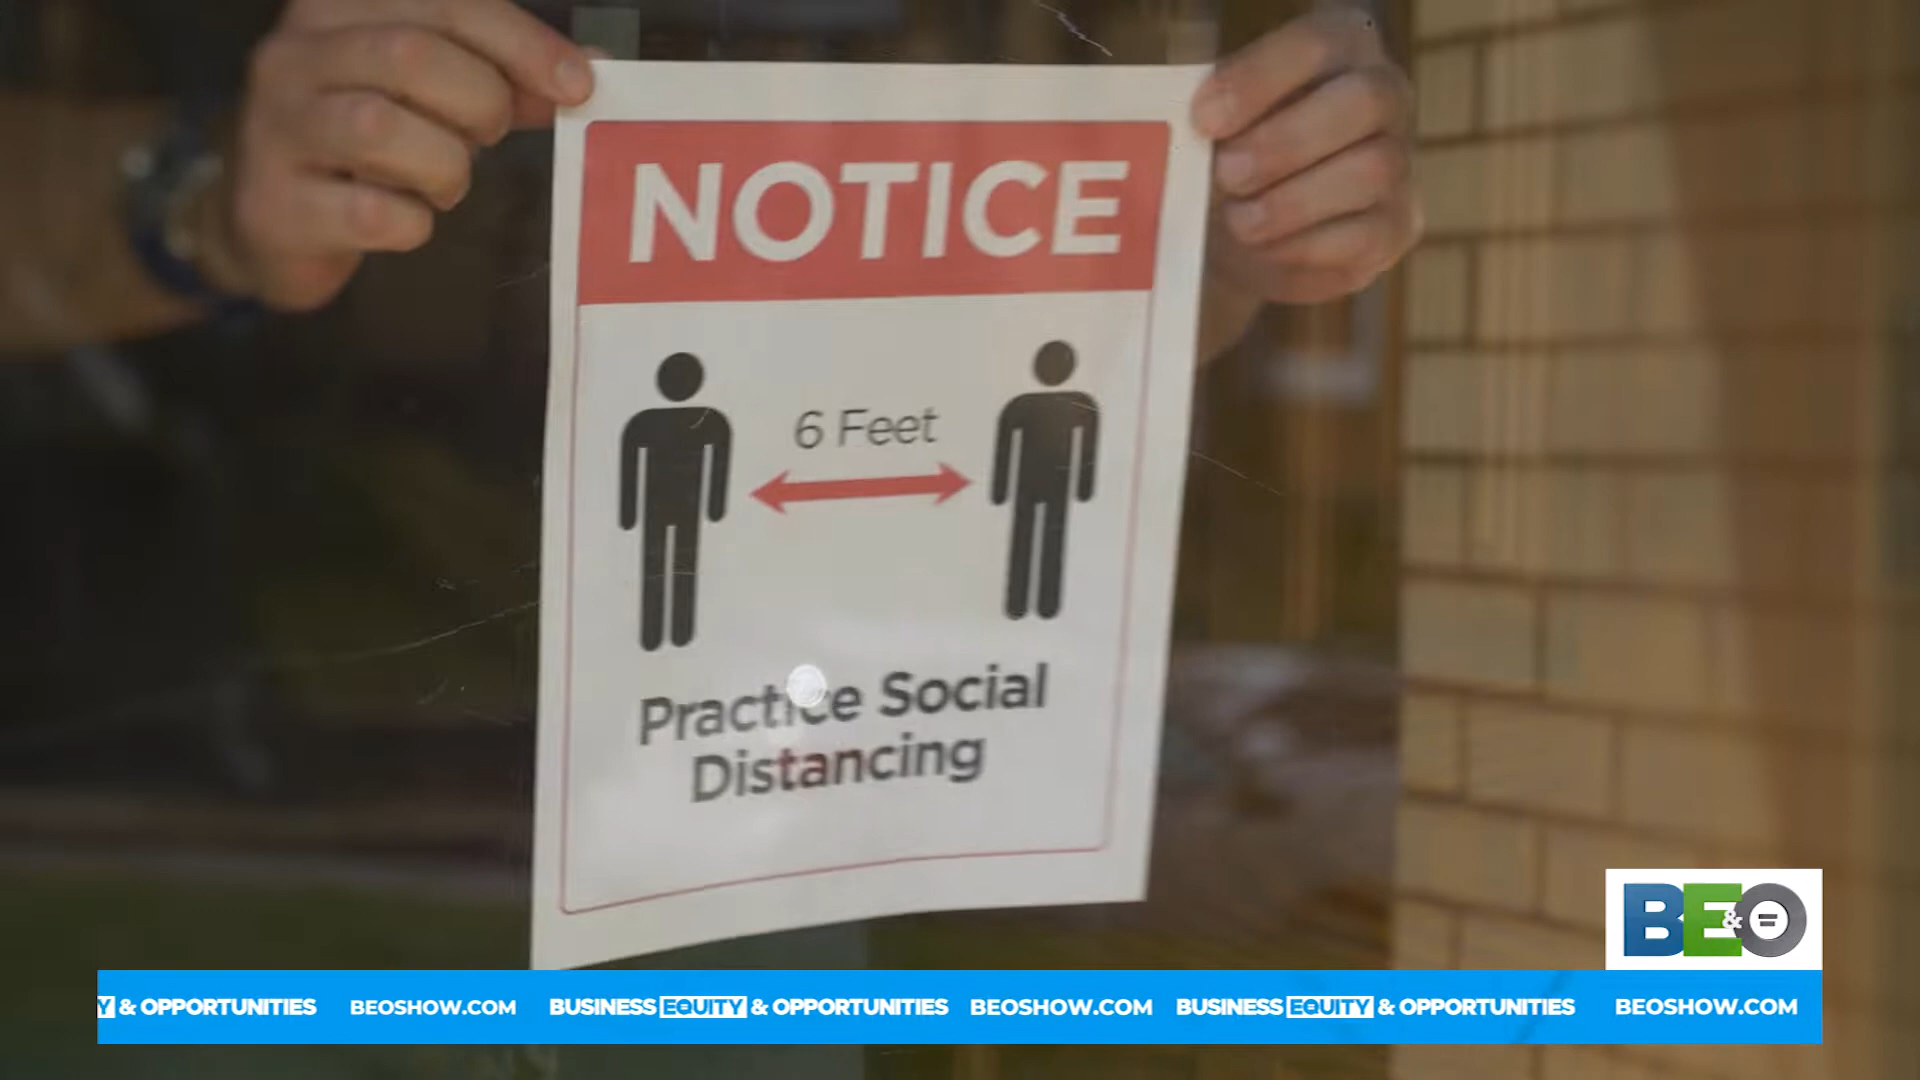 NOTICE
6 Feet
Practice Social
Distancing
BE&O
Y & OPPORTUNITIES BEOSHOW.COM BUSINESS EQUITY & OPPORTUNITIES BEOSHOW.COM BUSINESS EQUITY & OPPORTUNITIES BEOSHOW.COM